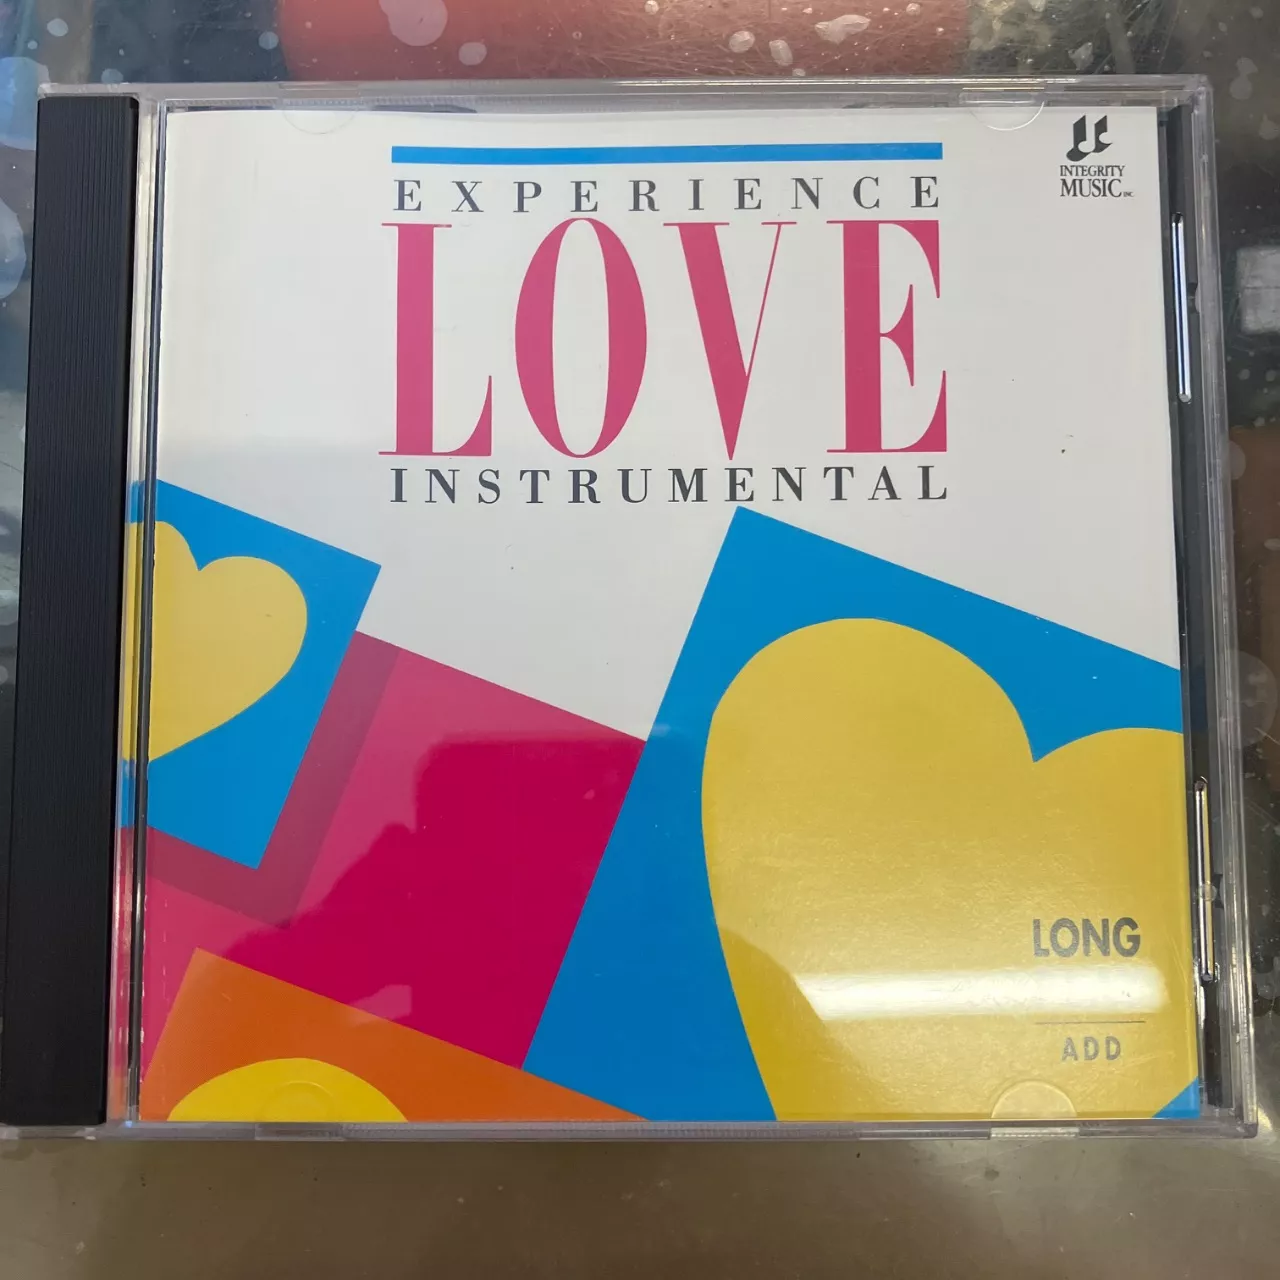 EXPERIENCE
LOVE
INSTRUMENTAL
INTEGRITY
MUSIC INC.
LONG
ADD